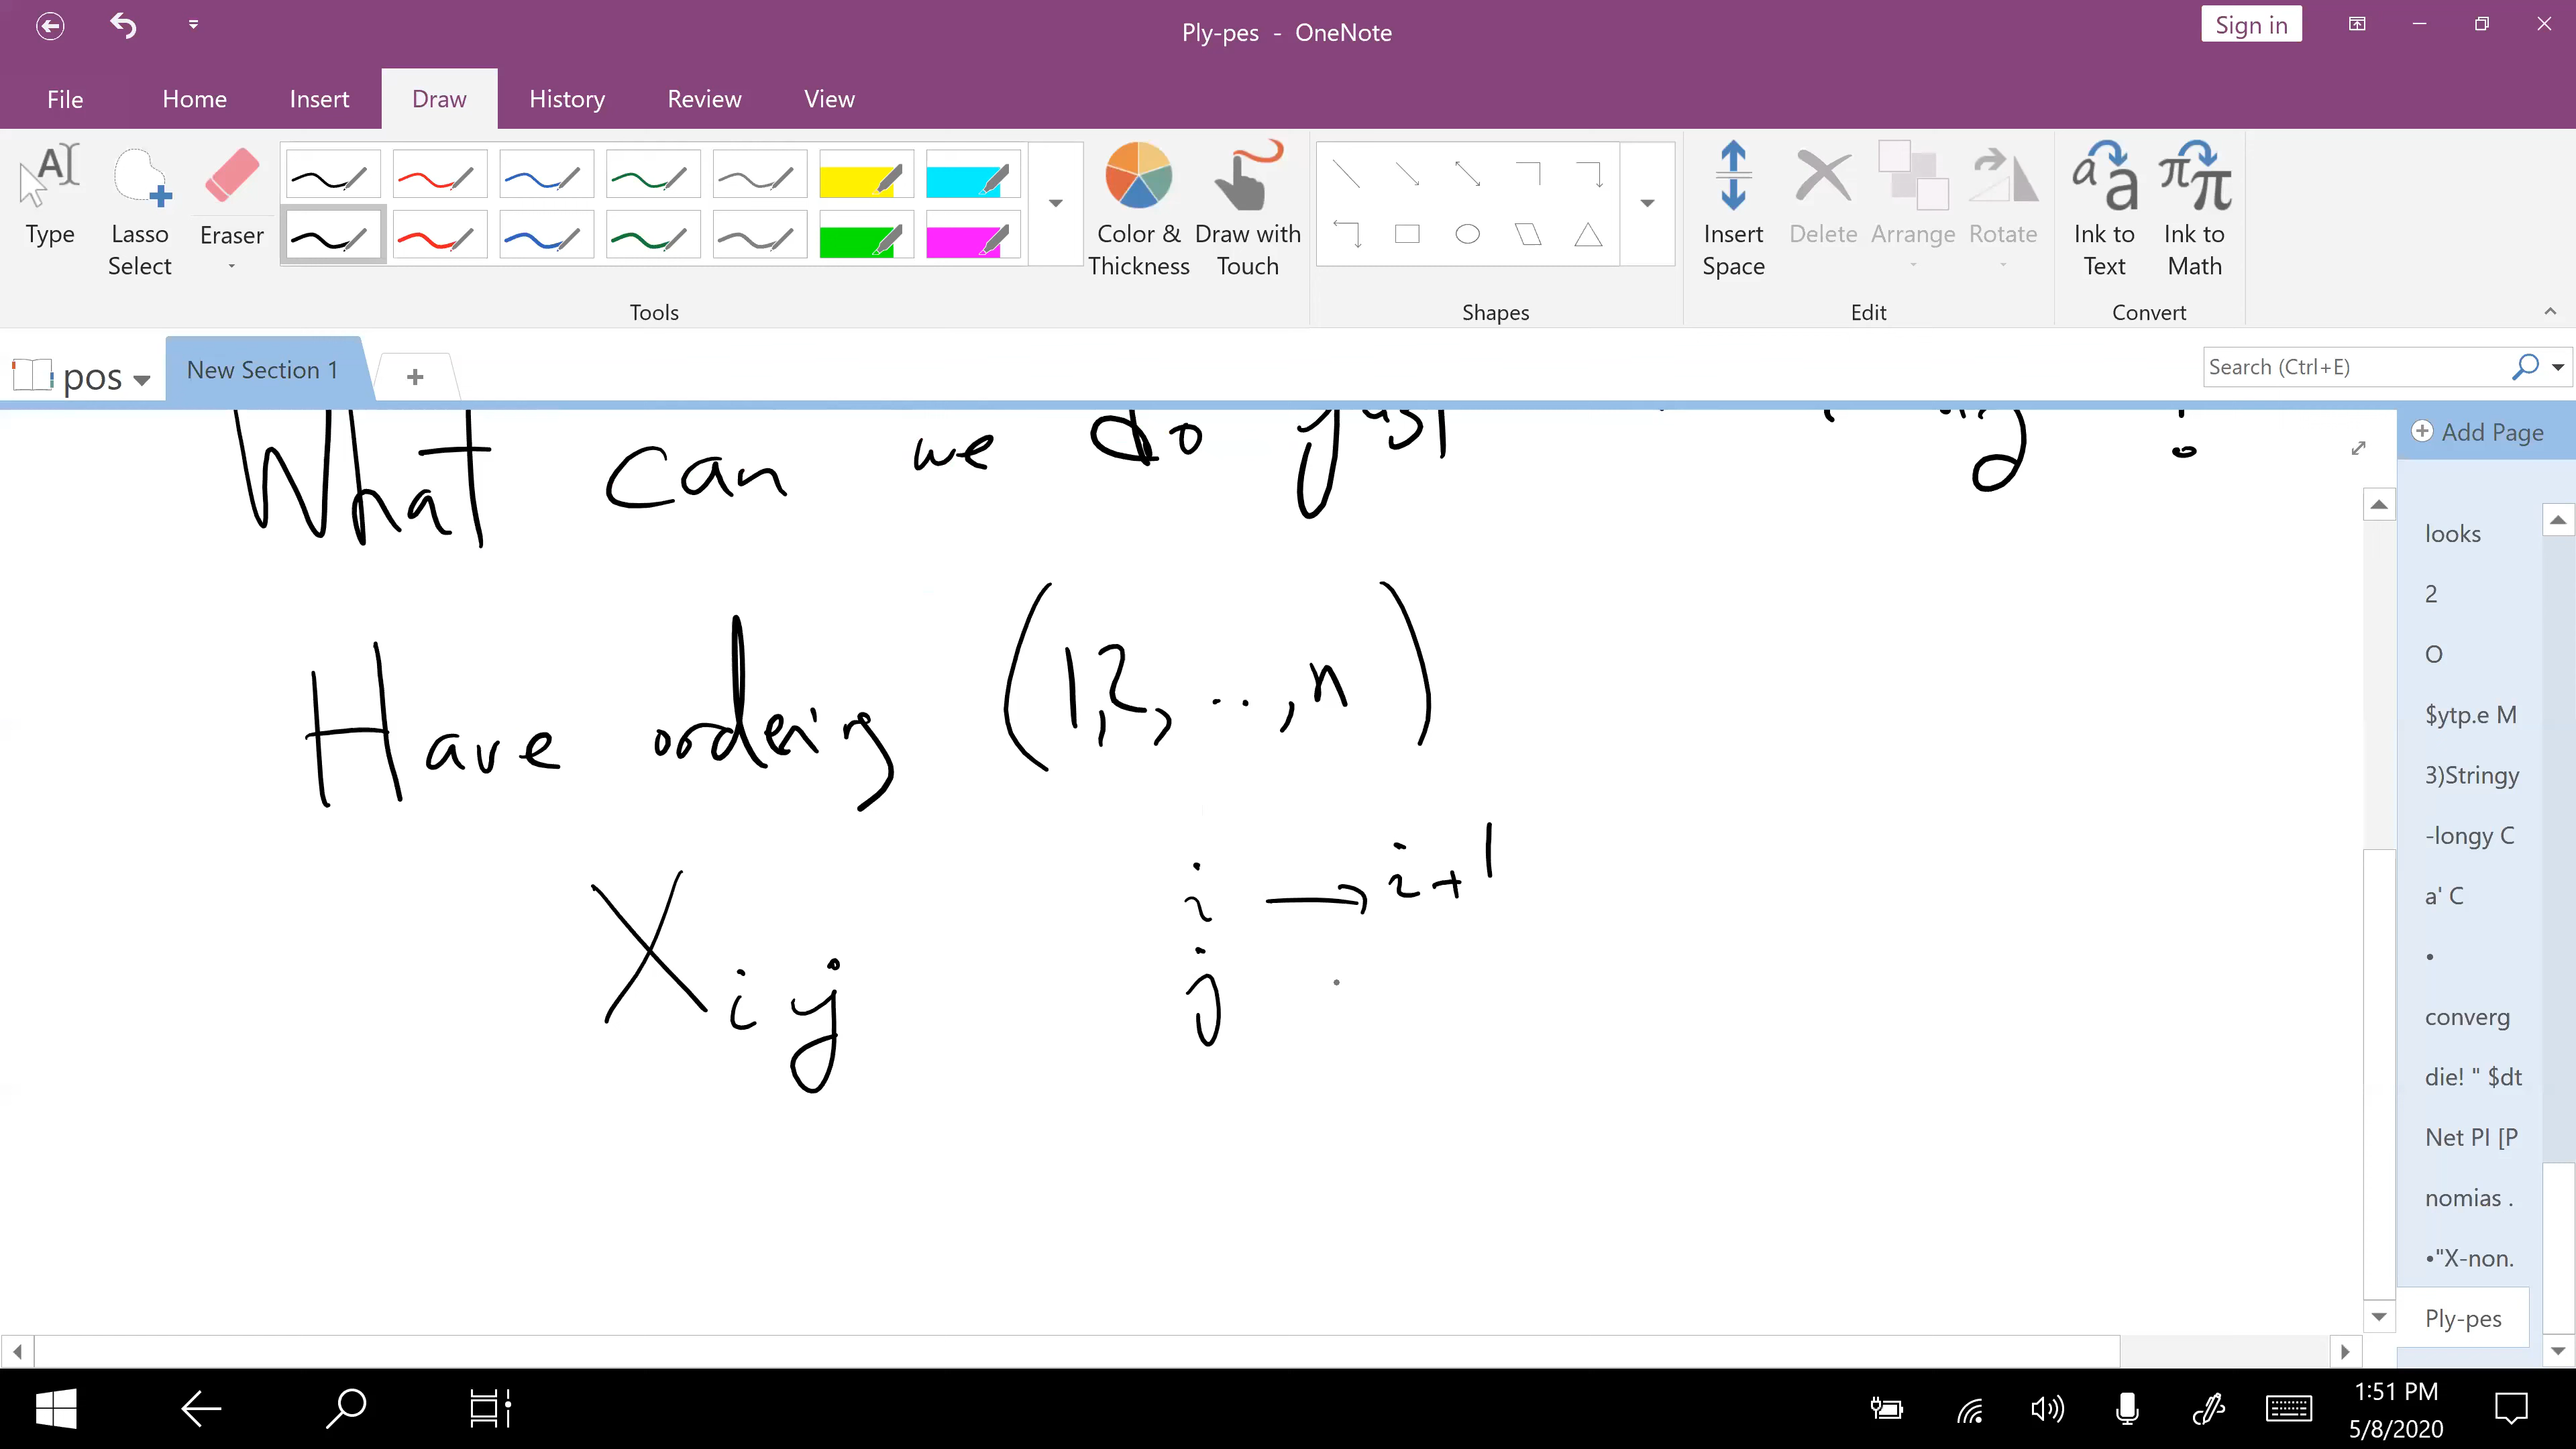 Ply-pes - OneNote
Sign in
File Home Insert Draw History Review View
Type
Lasso Select
Eraser
Color & Thickness
Draw with Touch
Insert Space
Delete
Arrange
Rotate
Ink to Text
Ink to Math
Tools
Shapes
Edit
Convert
pos
New Section 1
Search (Ctrl+E)
Add Page
What can we do just
Have ordering (1,2, ..,n)
X i j
i → i+1
j
looks
2
O
$ytp.e M
3)Stringy
-longy C
a' C
•
converg
die! " $dt
Net PI [P
nomias .
•"X-non.
Ply-pes
1:51 PM
5/8/2020